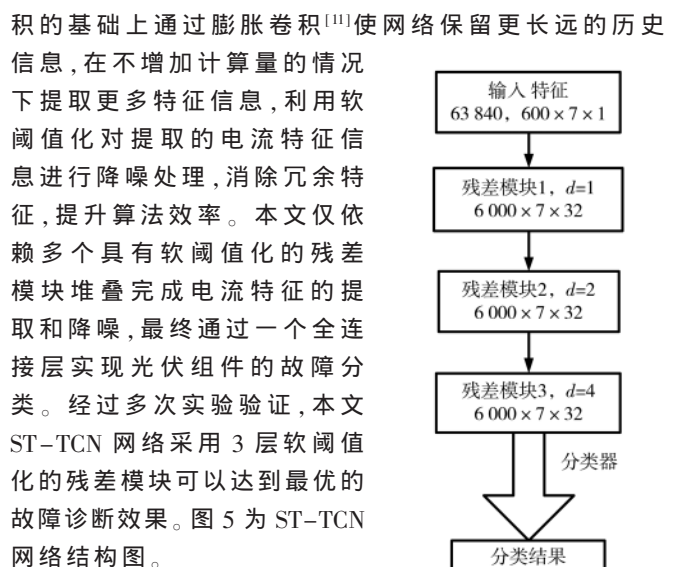 积的基础上通过膨胀卷积[11]使网络保留更长远的历史
信息,在不增加计算量的情况
下提取更多特征信息,利用软
阈值化对提取的电流特征信
息进行降噪处理,消除冗余特
征,提升算法效率。本文仅依
赖多个具有软阈值化的残差
模块堆叠完成电流特征的提
取和降噪,最终通过一个全连
接层实现光伏组件的故障分
类。经过多次实验验证,本文
ST-TCN 网络采用 3 层软阈值
化的残差模块可以达到最优的
故障诊断效果。图 5 为 ST-TCN
网络结构图。
输入 特征
63 840, 600×7×1
残差模块1, d=1
6 000×7×32
残差模块2, d=2
6 000×7×32
残差模块3, d=4
6 000×7×32
分类器
分类结果